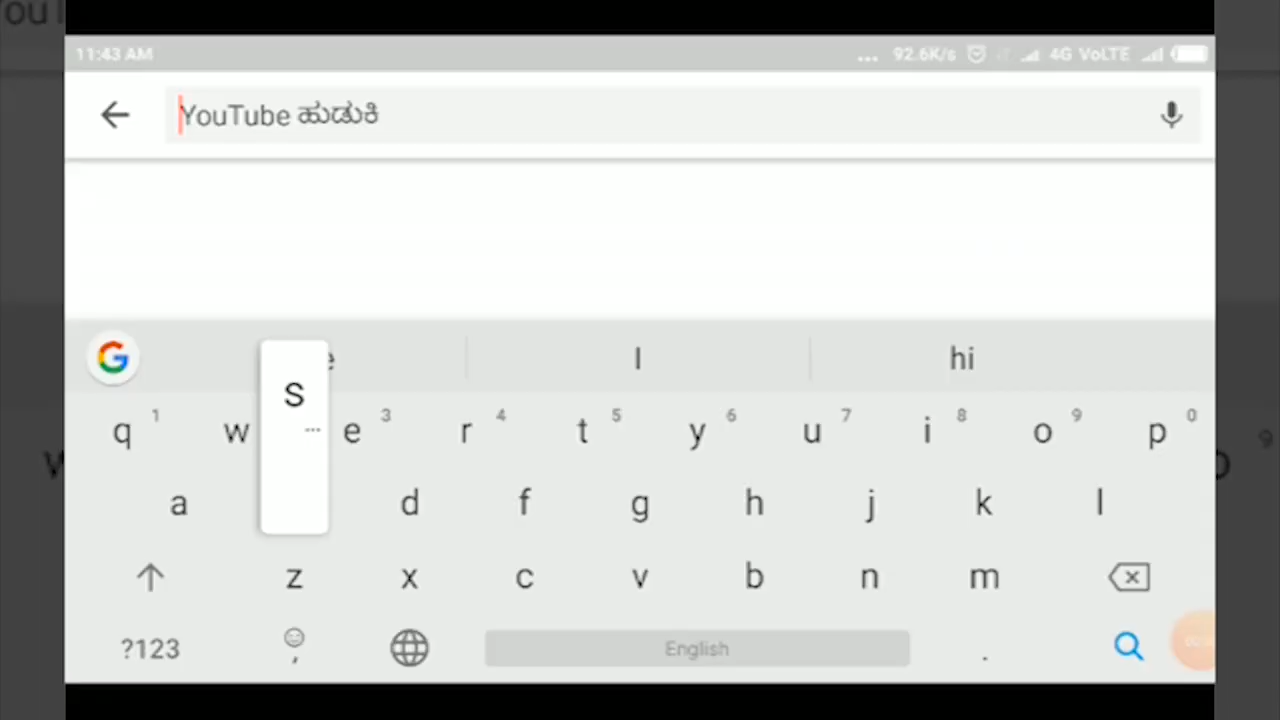 11:43 AM ... 92.6K/s 4G VoLTE
YouTube ಹುಡುಕಿ
I hi
q 1 w e 3 r 4 t 5 y 6 u 7 i 8 o 9 p 0
S
a d f g h j k l
z x c v b n m
?123 , English .